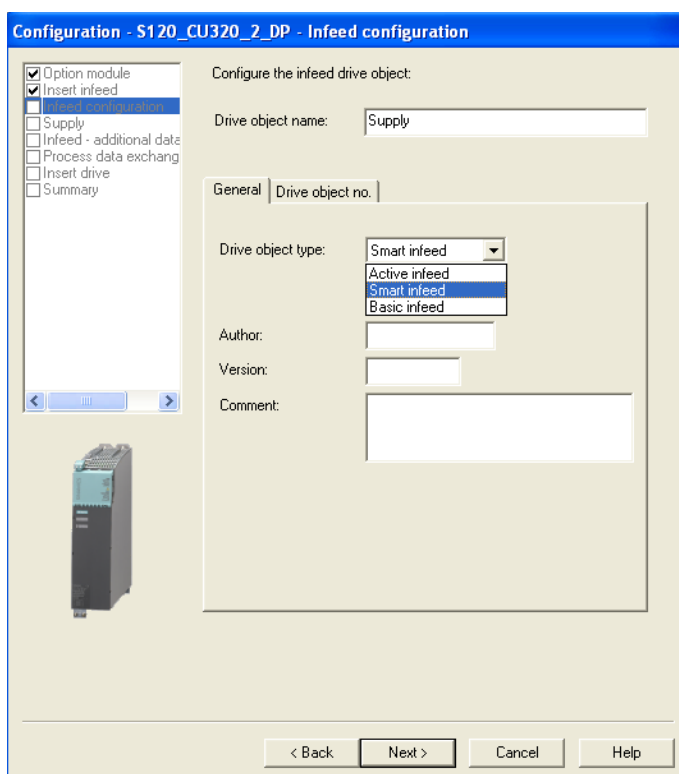 Configuration - S120_CU320_2_DP - Infeed configuration
Option module
Insert infeed
Infeed configuration
Supply
Infeed - additional data
Process data exchang
Insert drive
Summary
Configure the infeed drive object:
Drive object name: Supply
General Drive object no.
Drive object type: Smart infeed
Active infeed
Smart infeed
Basic infeed
Author:
Version:
Comment:
< Back Next > Cancel Help